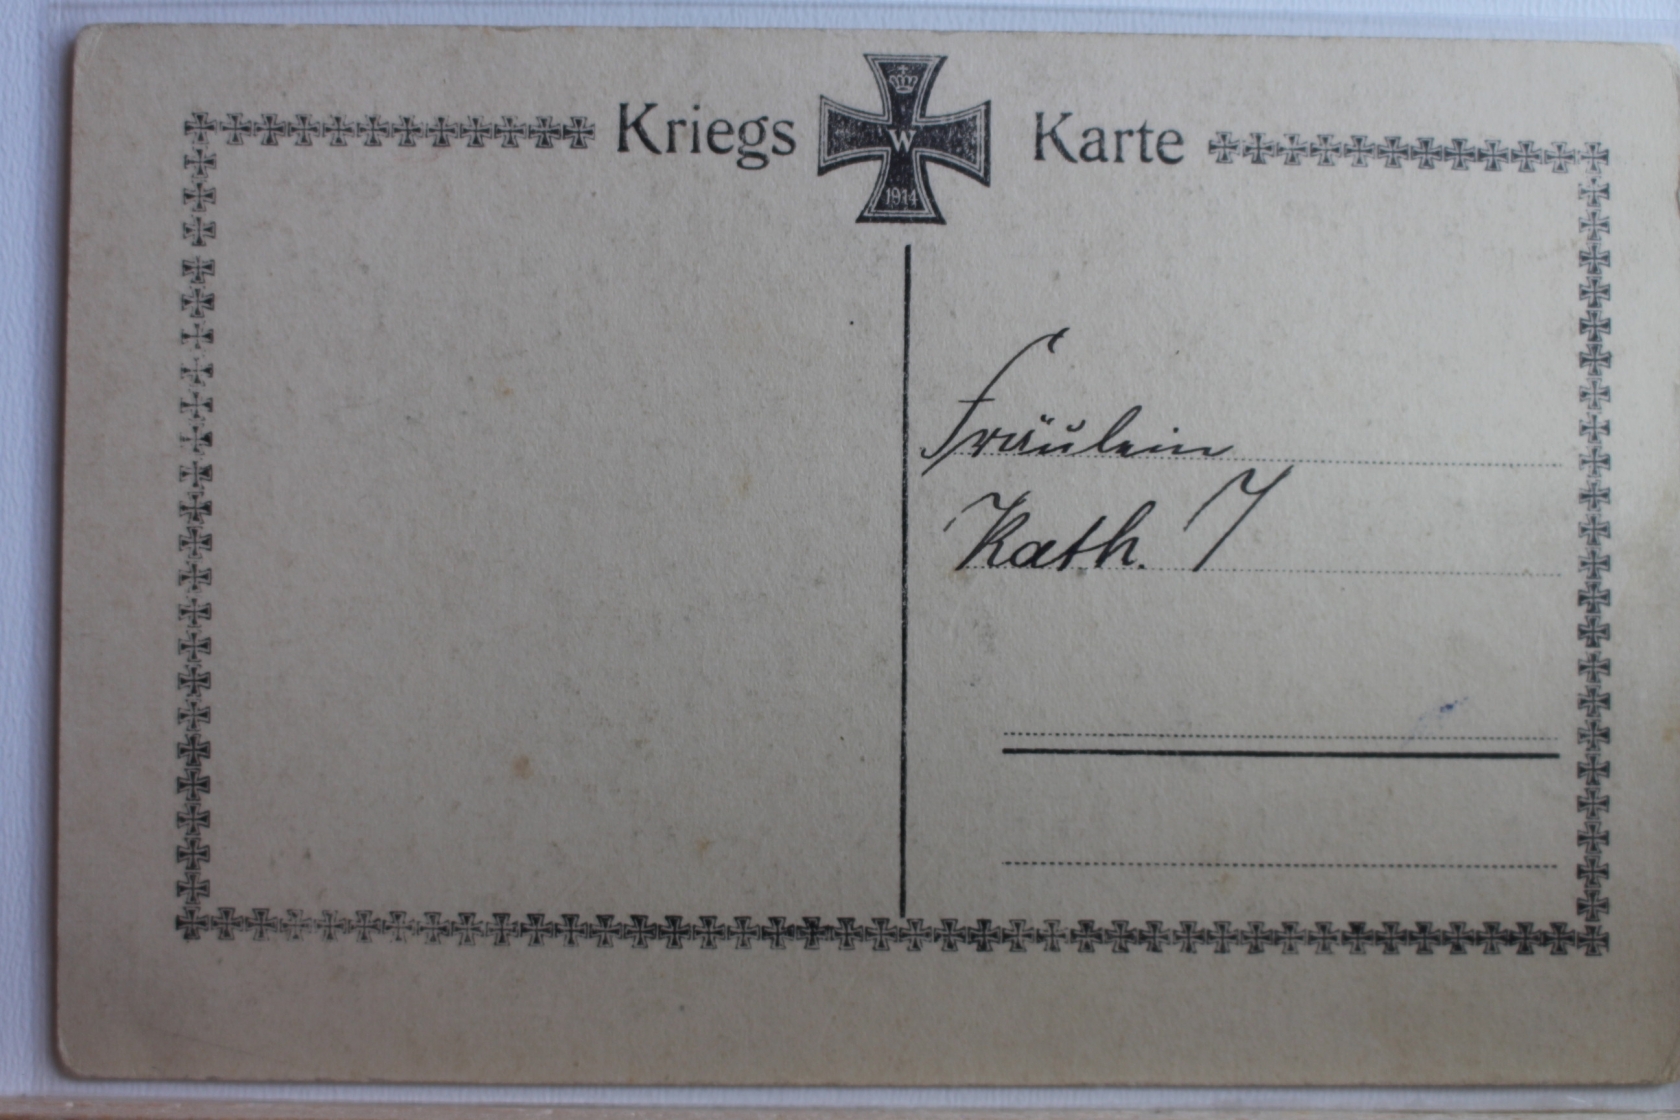 Kriegs Karte
W
1914
Fräulein
Kath.